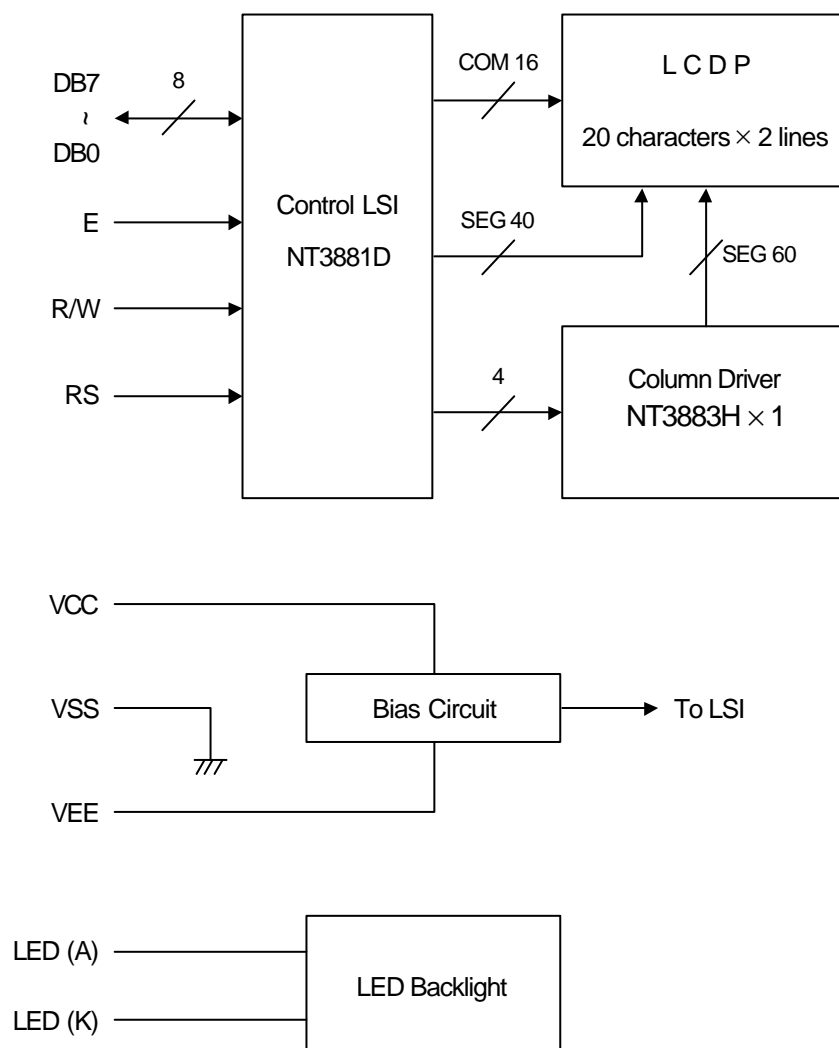 DB7
~
DB0
8
E
R/W
RS
Control LSI
NT3881D
COM 16
SEG 40
4
L C D P
20 characters × 2 lines
SEG 60
Column Driver
NT3883H × 1
VCC
VSS
VEE
Bias Circuit
To LSI
LED (A)
LED (K)
LED Backlight